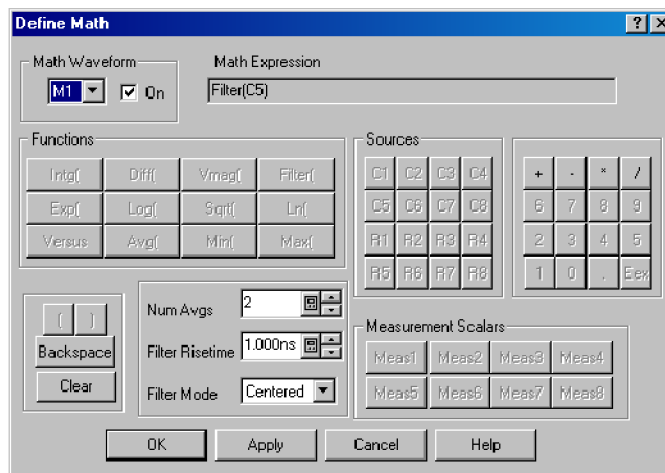 Define Math
Math Waveform
M1
On
Math Expression
Filter(C5)
Functions
Intg( Diff( Vmag( Filter(
Exp( Log( Sqrt( Ln(
Versus Avg( Min( Max(
Sources
C1 C2 C3 C4
C5 C6 C7 C8
R1 R2 R3 R4
R5 R6 R7 R8
+ - * /
6 7 8 9
2 3 4 5
1 0 . Eex
( )
Backspace
Clear
Num Avgs 2
Filter Risetime 1.000ns
Filter Mode Centered
Measurement Scalars
Meas1 Meas2 Meas3 Meas4
Meas5 Meas6 Meas7 Meas8
OK Apply Cancel Help